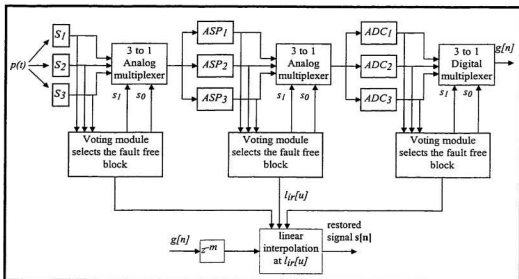 p(t)
S1
S2
S3
3 to 1
Analog
multiplexer
s1
s0
ASP1
ASP2
ASP3
3 to 1
Analog
multiplexer
s1
s0
ADC1
ADC2
ADC3
3 to 1
Digital
multiplexer
s1
s0
g[n]
Voting module
selects the fault free
block
Voting module
selects the fault free
block
Voting module
selects the fault free
block
lir[u]
g[n]
z-m
linear
interpolation
at lir[u]
restored
signal s[n]